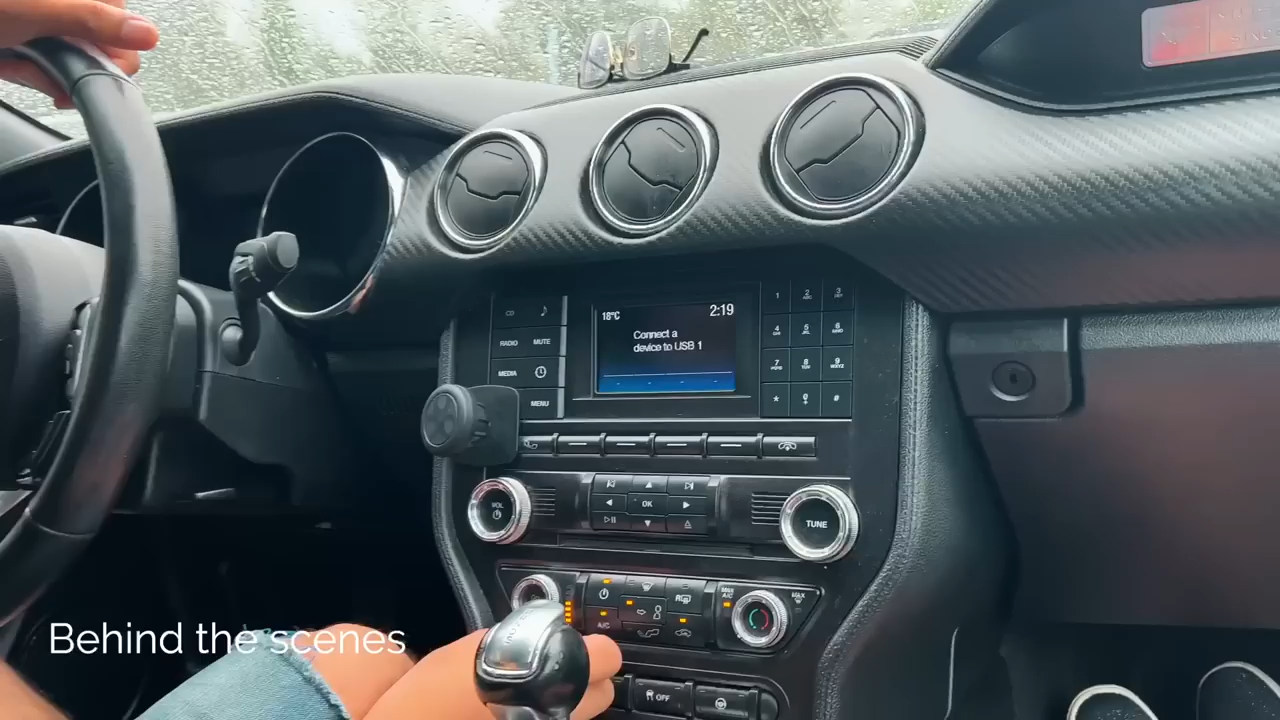 18°C 2:19
Connect a
device to USB 1
CD
RADIO MUTE
MEDIA
MENU
1 2 3
4 5 6
7 8 9
* 0 #
VOL
OK
TUNE
A/C
MAX
A/C
MAX
OFF
Behind the scenes